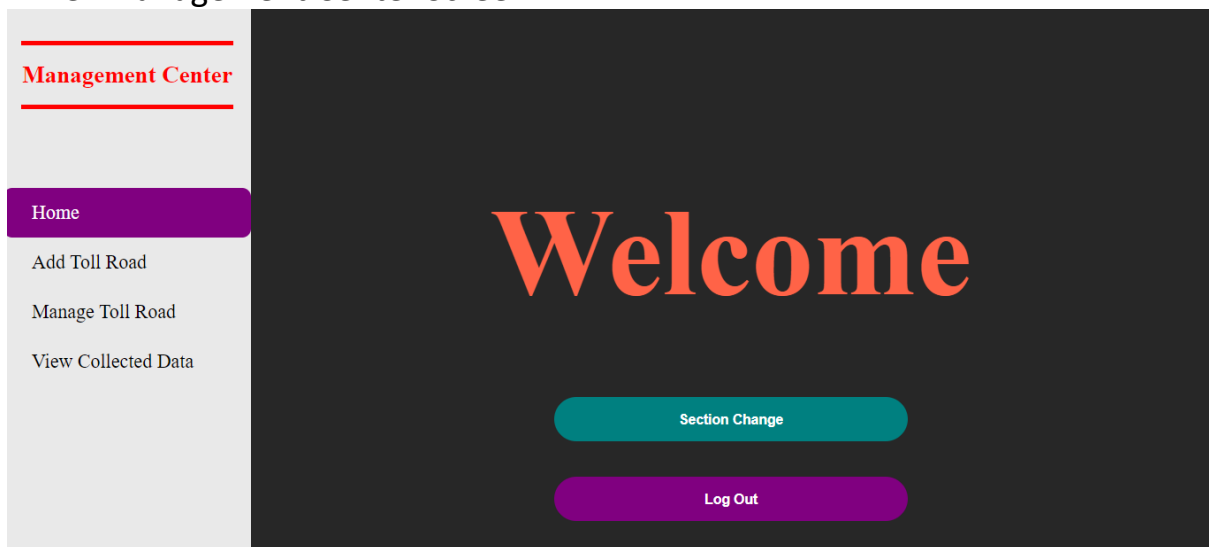 Management Center
Home
Add Toll Road
Manage Toll Road
View Collected Data
Welcome
Section Change
Log Out